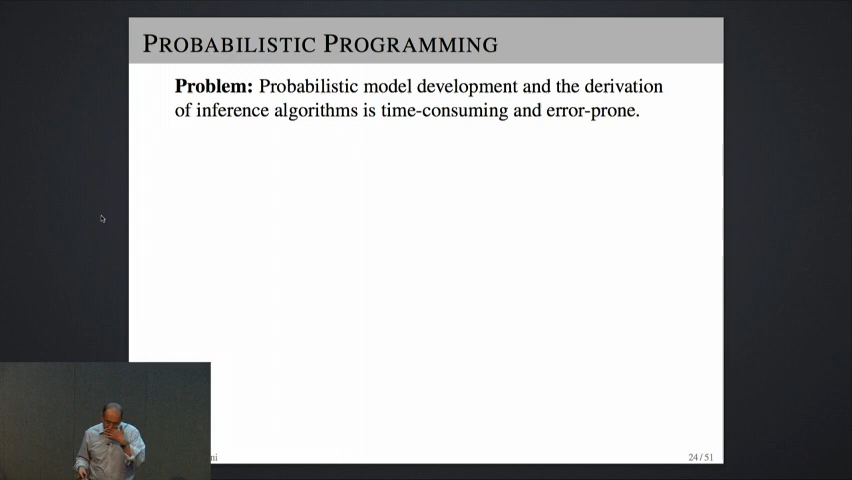 PROBABILISTIC PROGRAMMING
Problem: Probabilistic model development and the derivation
of inference algorithms is time-consuming and error-prone.
ni
24 / 51